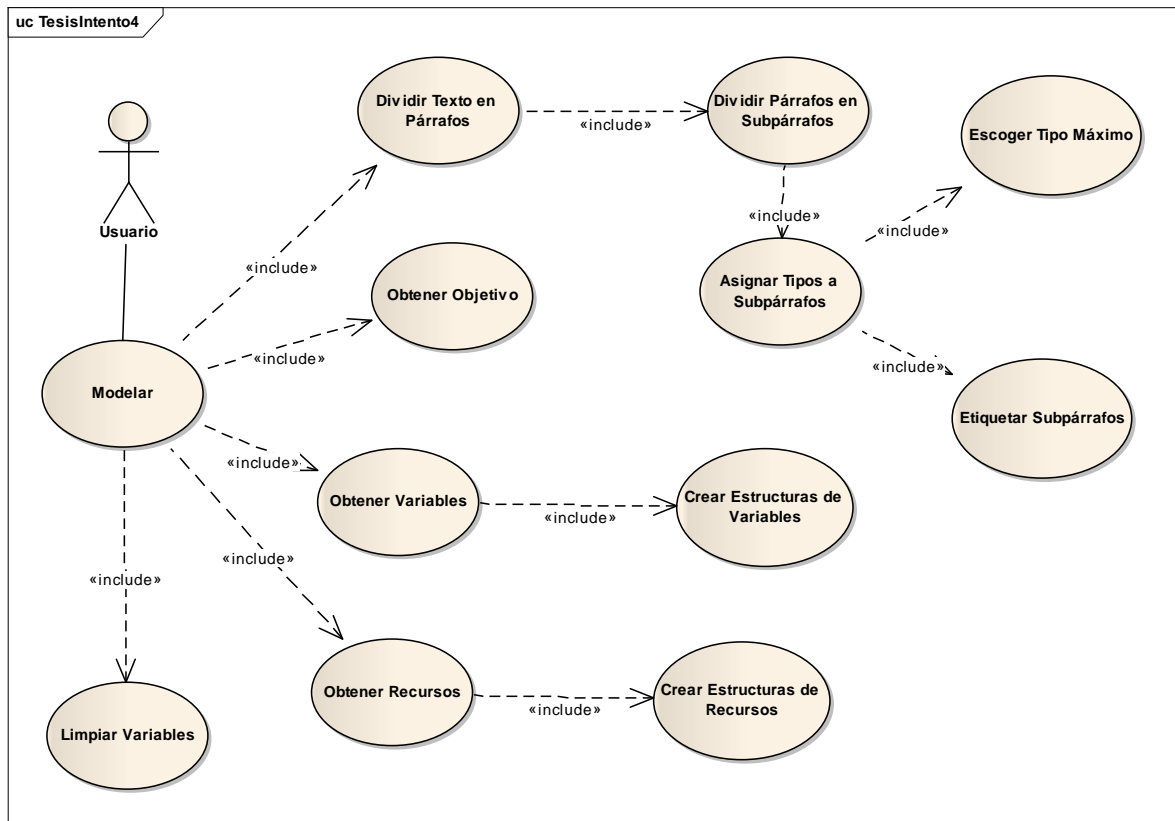 uc TesisIntento4
Dividir Texto en
Párrafos
«include»
Dividir Párrafos en
Subpárrafos
Escoger Tipo Máximo
«include»
«include»
Usuario
«include»
Obtener Objetivo
Asignar Tipos a
Subpárrafos
«include»
«include»
Modelar
Etiquetar Subpárrafos
«include»
Obtener Variables
«include»
Crear Estructuras de
Variables
«include»
«include»
Obtener Recursos
«include»
Crear Estructuras de
Recursos
Limpiar Variables